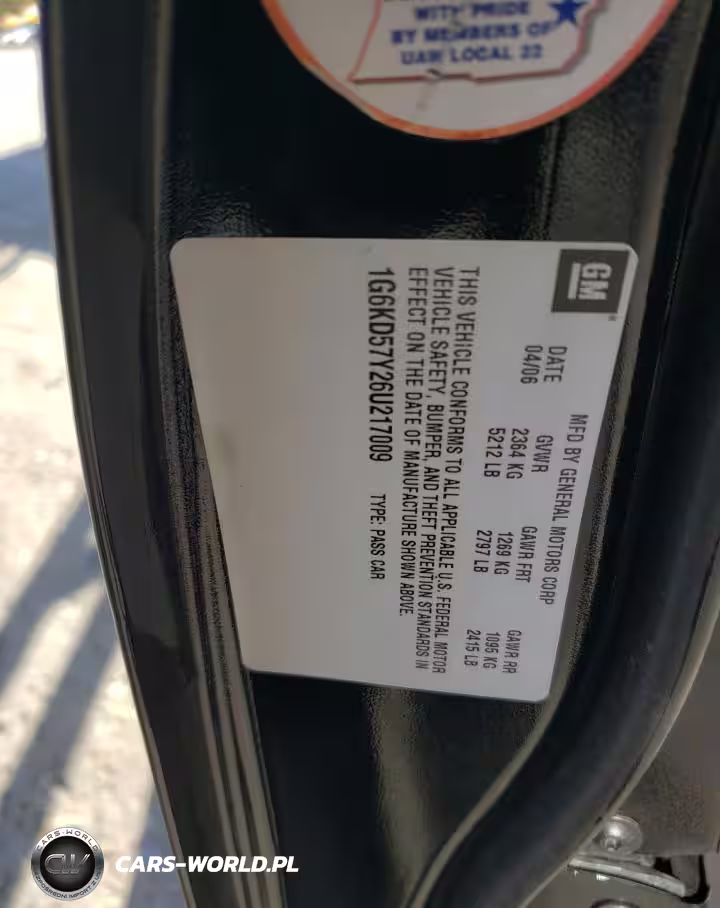 WITH PRIDE
BY MEMBERS OF
UAW LOCAL 22
GM
MFD BY GENERAL MOTORS CORP
DATE GVWR GAWR FRT GAWR RR
04/06 2364 KG 1269 KG 1095 KG
5212 LB 2797 LB 2415 LB
THIS VEHICLE CONFORMS TO ALL APPLICABLE U.S. FEDERAL MOTOR
VEHICLE SAFETY, BUMPER, AND THEFT PREVENTION STANDARDS IN
EFFECT ON THE DATE OF MANUFACTURE SHOWN ABOVE.
1G6KD57Y26U217009 TYPE: PASS CAR
CARS-WORLD
CW
CARS-WORLD.PL